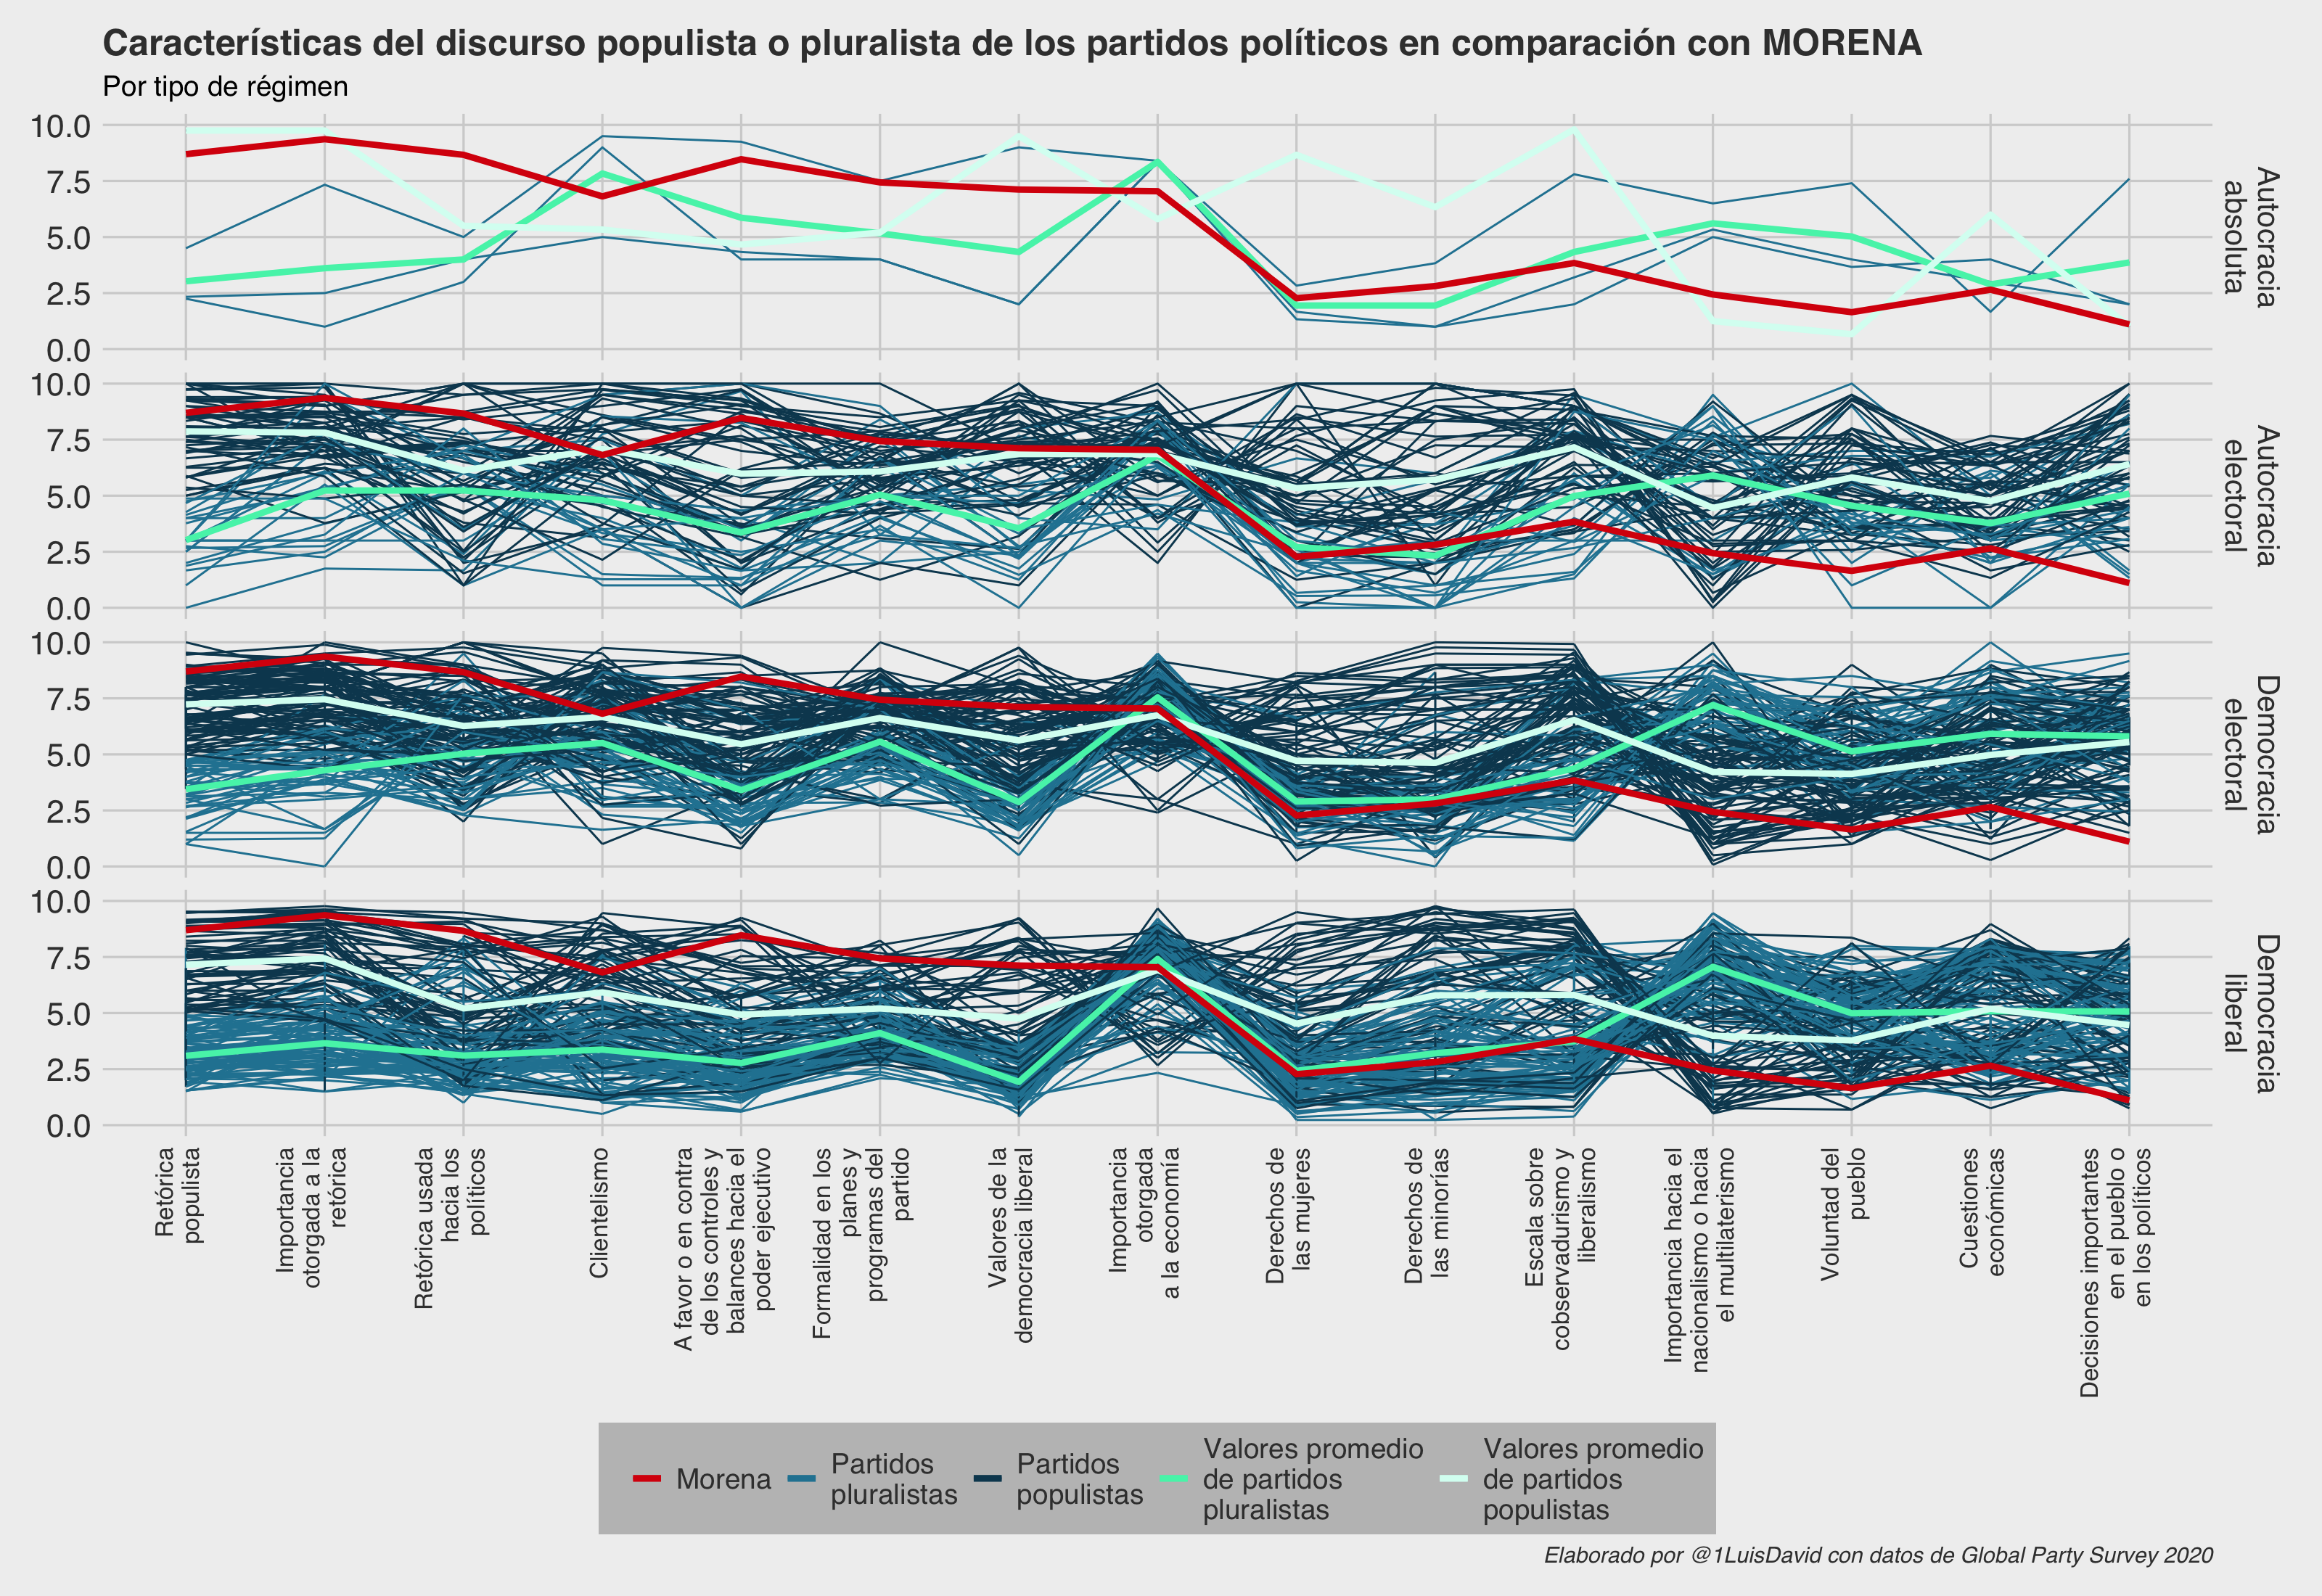 Características del discurso populista o pluralista de los partidos políticos en comparación con MORENA
Por tipo de régimen
10.0
7.5
5.0
2.5
0.0
Autocracia
absoluta
10.0
7.5
5.0
2.5
0.0
Autocracia
electoral
10.0
7.5
5.0
2.5
0.0
Democracia
electoral
10.0
7.5
5.0
2.5
0.0
Democracia
liberal
Retórica
populista
Importancia
otorgada a la
retórica
Retórica usada
hacia los
políticos
Clientelismo
A favor o en contra
de los controles y
balances hacia el
poder ejecutivo
Formalidad en los
planes y
programas del
partido
Valores de la
democracia liberal
Importancia
otorgada
a la economía
Derechos de
las mujeres
Derechos de
las minorías
Escala sobre
cobservadurismo y
liberalismo
Importancia hacia el
nacionalismo o hacia
el multilaterismo
Voluntad del
pueblo
Cuestiones
económicas
Decisiones importantes
en el pueblo o
en los políticos
Morena
Partidos
pluralistas
Partidos
populistas
Valores promedio
de partidos
pluralistas
Valores promedio
de partidos
populistas
Elaborado por @1LuisDavid con datos de Global Party Survey 2020